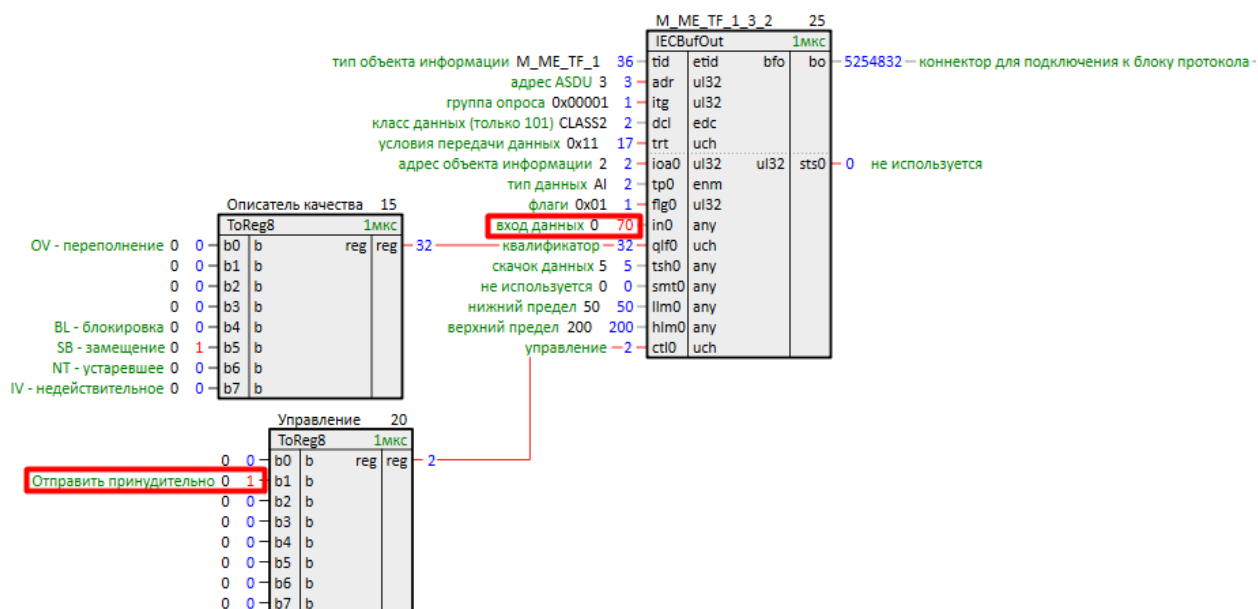 M_ME_TF_1_3_2 25
IECBufOut 1мкс
тип объекта информации M_ME_TF_1 36 tid etid bfo bo 5254832 коннектор для подключения к блоку протокола
адрес ASDU 3 3 adr ul32
группа опроса 0x00001 1 itg ul32
класс данных (только 101) CLASS2 2 dcl edc
условия передачи данных 0x11 17 trt uch
адрес объекта информации 2 2 ioa0 ul32 ul32 sts0 0 не используется
тип данных AI 2 tp0 enm
флаги 0x01 1 flg0 ul32
вход данных 0 70 in0 any
квалификатор 32 qlf0 uch
скачок данных 5 5 tsh0 any
не используется 0 0 smt0 any
нижний предел 50 50 llm0 any
верхний предел 200 200 hlm0 any
управление 2 ctl0 uch
Описатель качества 15
ToReg8 1мкс
OV - переполнение 0 0 b0 b reg reg 32
0 0 b1 b
0 0 b2 b
0 0 b3 b
BL - блокировка 0 0 b4 b
SB - замещение 0 1 b5 b
NT - устаревшее 0 0 b6 b
IV - недействительное 0 0 b7 b
Управление 20
ToReg8 1мкс
0 0 b0 b reg reg 2
Отправить принудительно 0 1 b1 b
0 0 b2 b
0 0 b3 b
0 0 b4 b
0 0 b5 b
0 0 b6 b
0 0 b7 b